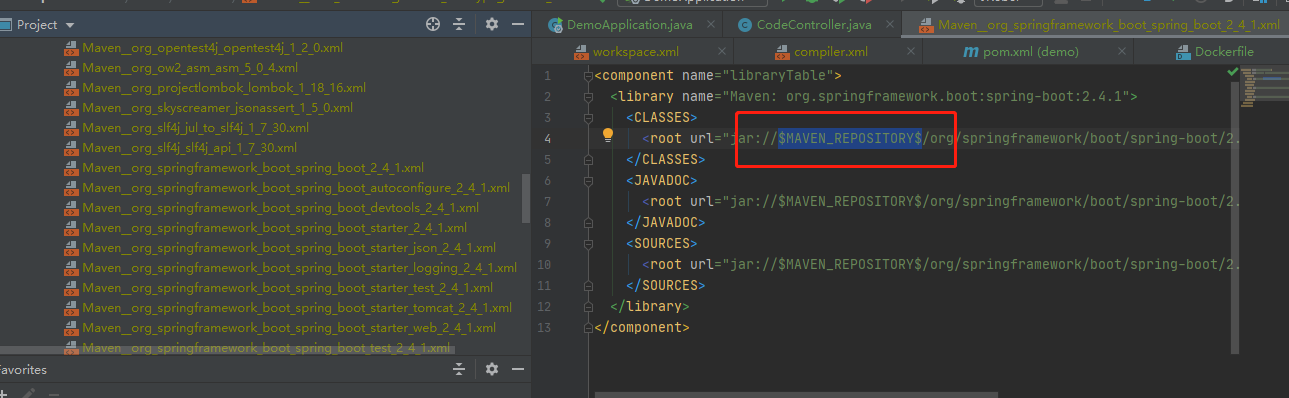 Project
Maven__org_opentest4j_opentest4j_1_2_0.xml
Maven__org_ow2_asm_asm_5_0_4.xml
Maven__org_projectlombok_lombok_1_18_16.xml
Maven__org_skyscreamer_jsonassert_1_5_0.xml
Maven__org_slf4j_jul_to_slf4j_1_7_30.xml
Maven__org_slf4j_slf4j_api_1_7_30.xml
Maven__org_springframework_boot_spring_boot_2_4_1.xml
Maven__org_springframework_boot_spring_boot_autoconfigure_2_4_1.xml
Maven__org_springframework_boot_spring_boot_devtools_2_4_1.xml
Maven__org_springframework_boot_spring_boot_starter_2_4_1.xml
Maven__org_springframework_boot_spring_boot_starter_json_2_4_1.xml
Maven__org_springframework_boot_spring_boot_starter_logging_2_4_1.xml
Maven__org_springframework_boot_spring_boot_starter_test_2_4_1.xml
Maven__org_springframework_boot_spring_boot_starter_tomcat_2_4_1.xml
Maven__org_springframework_boot_spring_boot_starter_web_2_4_1.xml
Maven__org_springframework_boot_spring_boot_test_2_4_1.xml
avorites
DemoApplication.java CodeController.java Maven__org_springframework_boot_spring_boot_2_4_1.xml
workspace.xml compiler.xml pom.xml (demo) Dockerfile
1 <component name="libraryTable">
2 <library name="Maven: org.springframework.boot:spring-boot:2.4.1">
3 <CLASSES>
4 <root url="jar://$MAVEN_REPOSITORY$/org/springframework/boot/spring-boot/2.
5 </CLASSES>
6 <JAVADOC>
7 <root url="jar://$MAVEN_REPOSITORY$/org/springframework/boot/spring-boot/2.
8 </JAVADOC>
9 <SOURCES>
10 <root url="jar://$MAVEN_REPOSITORY$/org/springframework/boot/spring-boot/2.
11 </SOURCES>
12 </library>
13 </component>